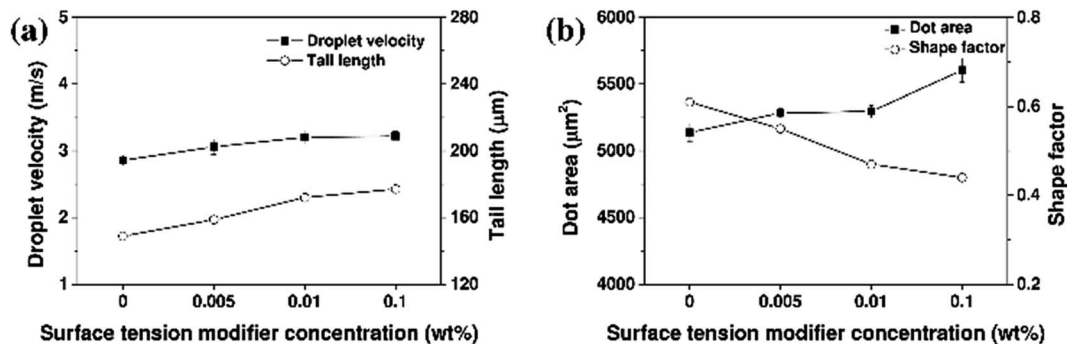 (a)
Droplet velocity (m/s)
5
4
3
2
1
Droplet velocity
Tail length
280
240
200
160
120
Tail length (μm)
0 0.005 0.01 0.1
Surface tension modifier concentration (wt%)
(b)
Dot area (μm²)
6000
5500
5000
4500
4000
Dot area
Shape factor
0.8
0.6
0.4
0.2
Shape factor
0 0.005 0.01 0.1
Surface tension modifier concentration (wt%)